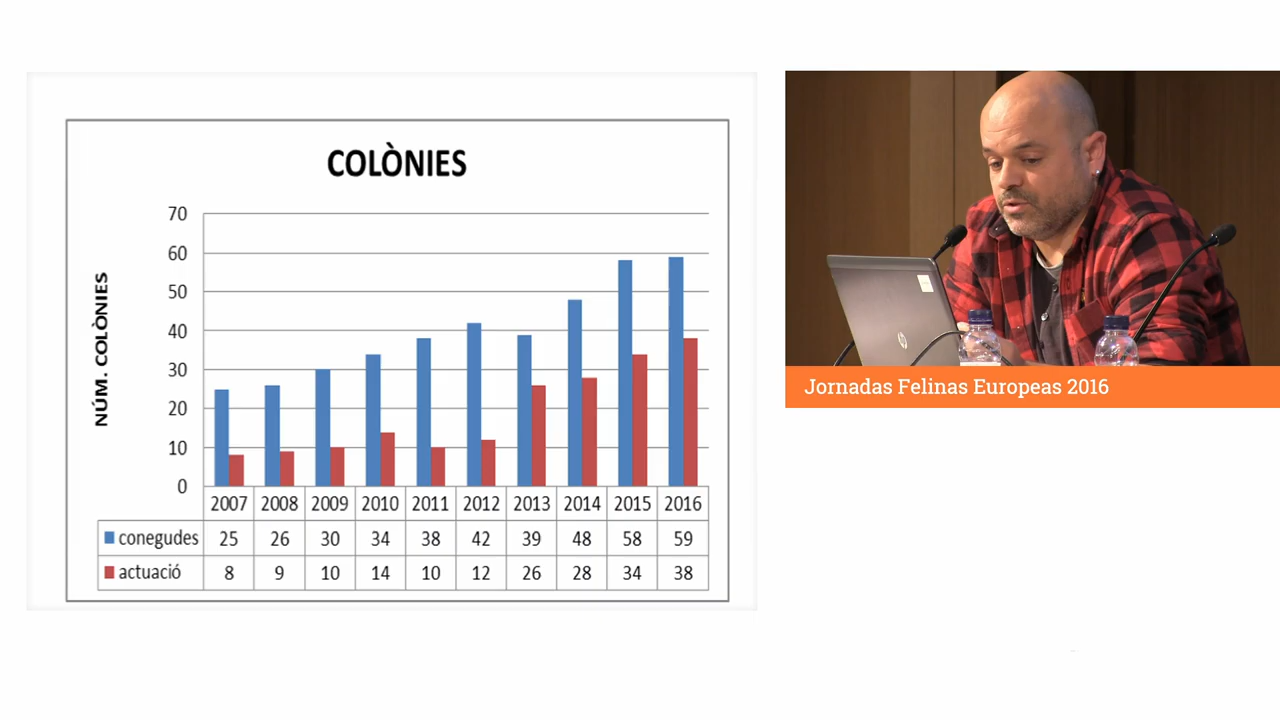 COLÒNIES
NÚM. COLÒNIES
70
60
50
40
30
20
10
0
2007 2008 2009 2010 2011 2012 2013 2014 2015 2016
conegudes 25 26 30 34 38 42 39 48 58 59
actuació 8 9 10 14 10 12 26 28 34 38
hp
Jornadas Felinas Europeas 2016